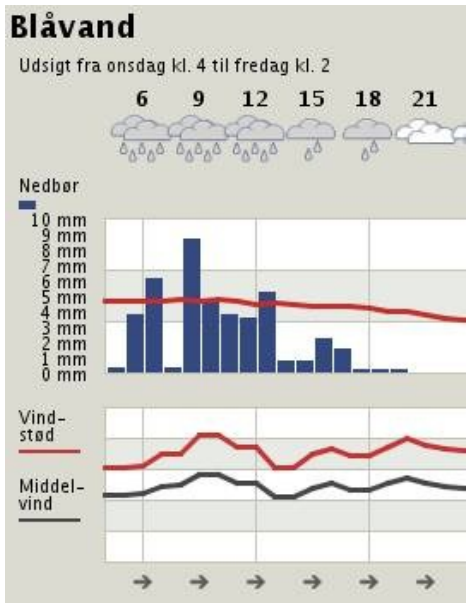 Blåvand
Udsigt fra onsdag kl. 4 til fredag kl. 2
6 9 12 15 18 21
Nedbør
10 mm
9 mm
8 mm
7 mm
6 mm
5 mm
4 mm
3 mm
2 mm
1 mm
0 mm
Vind-
stød
Middel-
vind